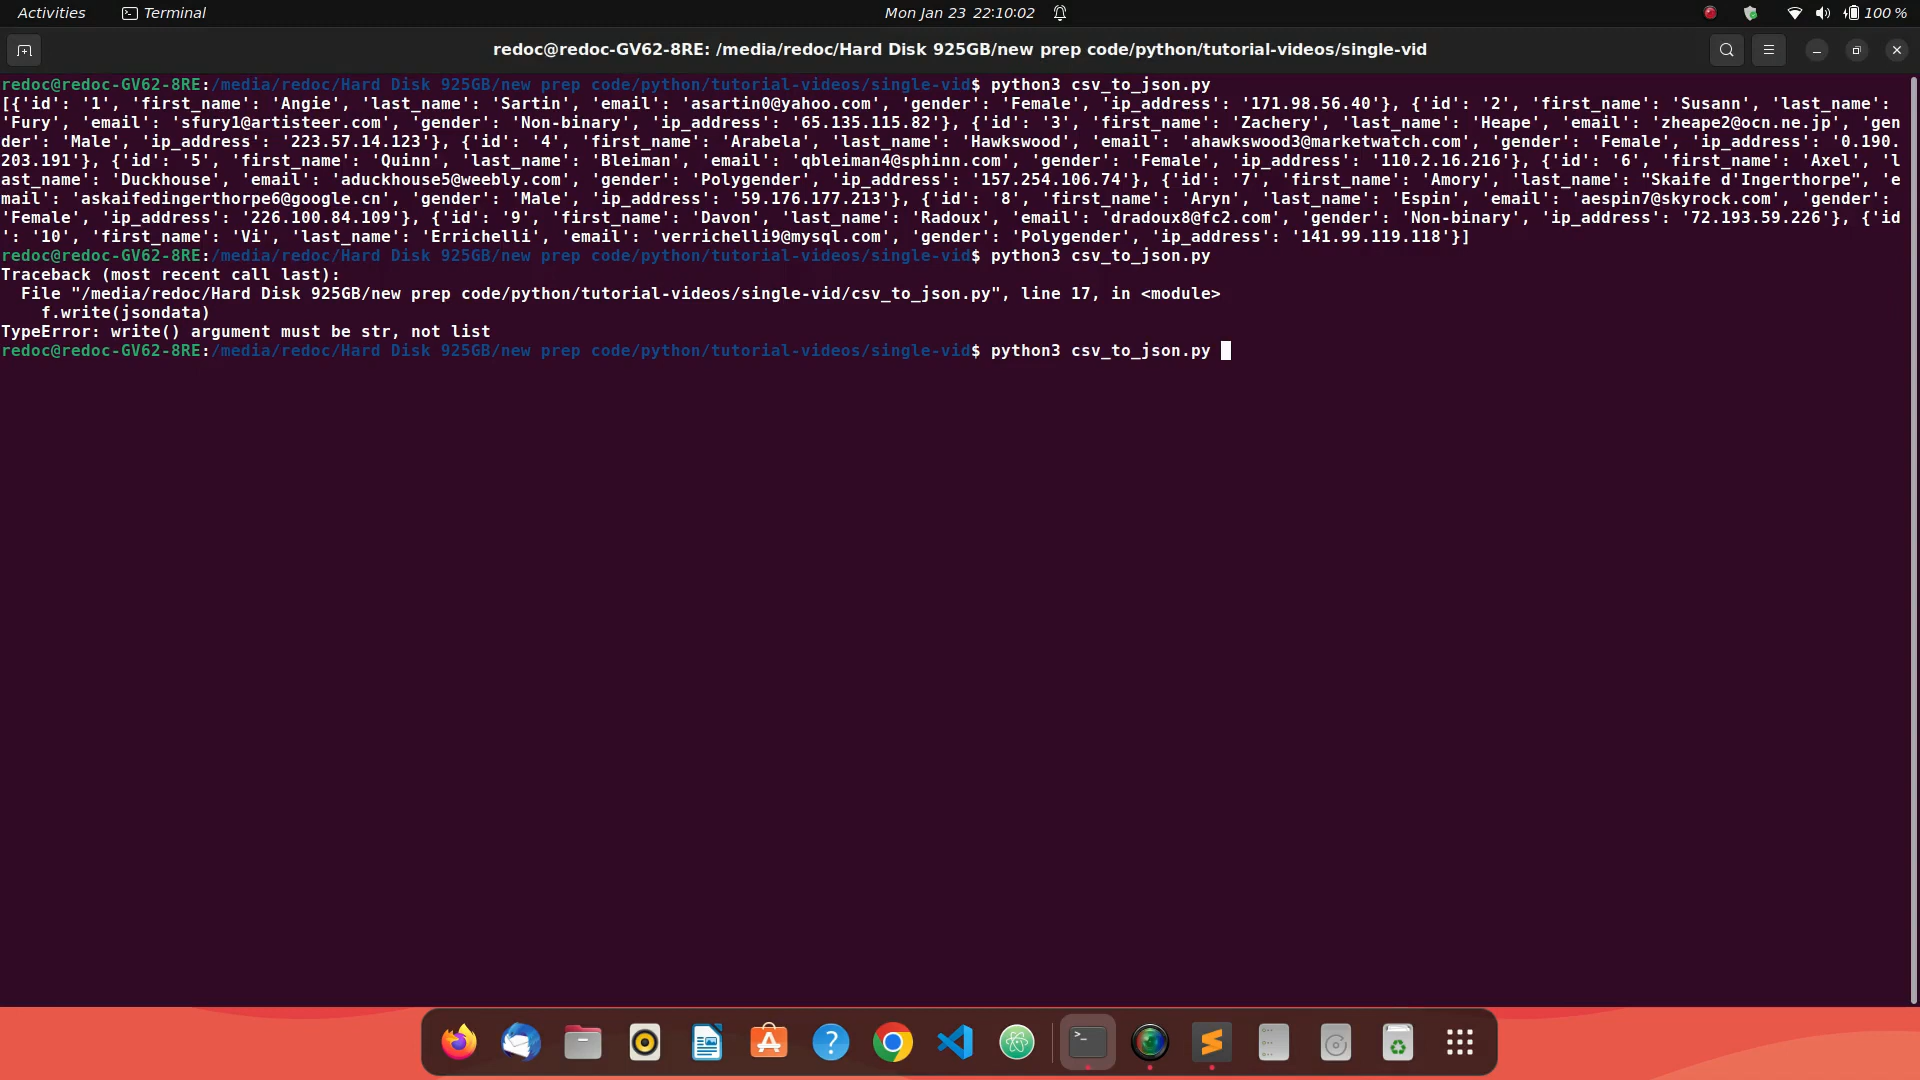 Activities Terminal Mon Jan 23 22:10:02 100 %
redoc@redoc-GV62-8RE: /media/redoc/Hard Disk 925GB/new prep code/python/tutorial-videos/single-vid
redoc@redoc-GV62-8RE:/media/redoc/Hard Disk 925GB/new prep code/python/tutorial-videos/single-vid$ python3 csv_to_json.py
[{'id': '1', 'first_name': 'Angie', 'last_name': 'Sartin', 'email': 'asartin0@yahoo.com', 'gender': 'Female', 'ip_address': '171.98.56.40'}, {'id': '2', 'first_name': 'Susann', 'last_name':
'Fury', 'email': 'sfury1@artisteer.com', 'gender': 'Non-binary', 'ip_address': '65.135.115.82'}, {'id': '3', 'first_name': 'Zachery', 'last_name': 'Heape', 'email': 'zheape2@ocn.ne.jp', 'gen
der': 'Male', 'ip_address': '223.57.14.123'}, {'id': '4', 'first_name': 'Arabela', 'last_name': 'Hawkswood', 'email': 'ahawkswood3@marketwatch.com', 'gender': 'Female', 'ip_address': '0.190.
203.191'}, {'id': '5', 'first_name': 'Quinn', 'last_name': 'Bleiman', 'email': 'qbleiman4@sphinn.com', 'gender': 'Female', 'ip_address': '110.2.16.216'}, {'id': '6', 'first_name': 'Axel', 'l
ast_name': 'Duckhouse', 'email': 'aduckhouse5@weebly.com', 'gender': 'Polygender', 'ip_address': '157.254.106.74'}, {'id': '7', 'first_name': 'Amory', 'last_name': "Skaife d'Ingerthorpe", 'e
mail': 'askaifedingerthorpe6@google.cn', 'gender': 'Male', 'ip_address': '59.176.177.213'}, {'id': '8', 'first_name': 'Aryn', 'last_name': 'Espin', 'email': 'aespin7@skyrock.com', 'gender':
'Female', 'ip_address': '226.100.84.109'}, {'id': '9', 'first_name': 'Davon', 'last_name': 'Radoux', 'email': 'dradoux8@fc2.com', 'gender': 'Non-binary', 'ip_address': '72.193.59.226'}, {'id
': '10', 'first_name': 'Vi', 'last_name': 'Errichelli', 'email': 'verrichelli9@mysql.com', 'gender': 'Polygender', 'ip_address': '141.99.119.118'}]
redoc@redoc-GV62-8RE:/media/redoc/Hard Disk 925GB/new prep code/python/tutorial-videos/single-vid$ python3 csv_to_json.py
Traceback (most recent call last):
  File "/media/redoc/Hard Disk 925GB/new prep code/python/tutorial-videos/single-vid/csv_to_json.py", line 17, in <module>
    f.write(jsondata)
TypeError: write() argument must be str, not list
redoc@redoc-GV62-8RE:/media/redoc/Hard Disk 925GB/new prep code/python/tutorial-videos/single-vid$ python3 csv_to_json.py